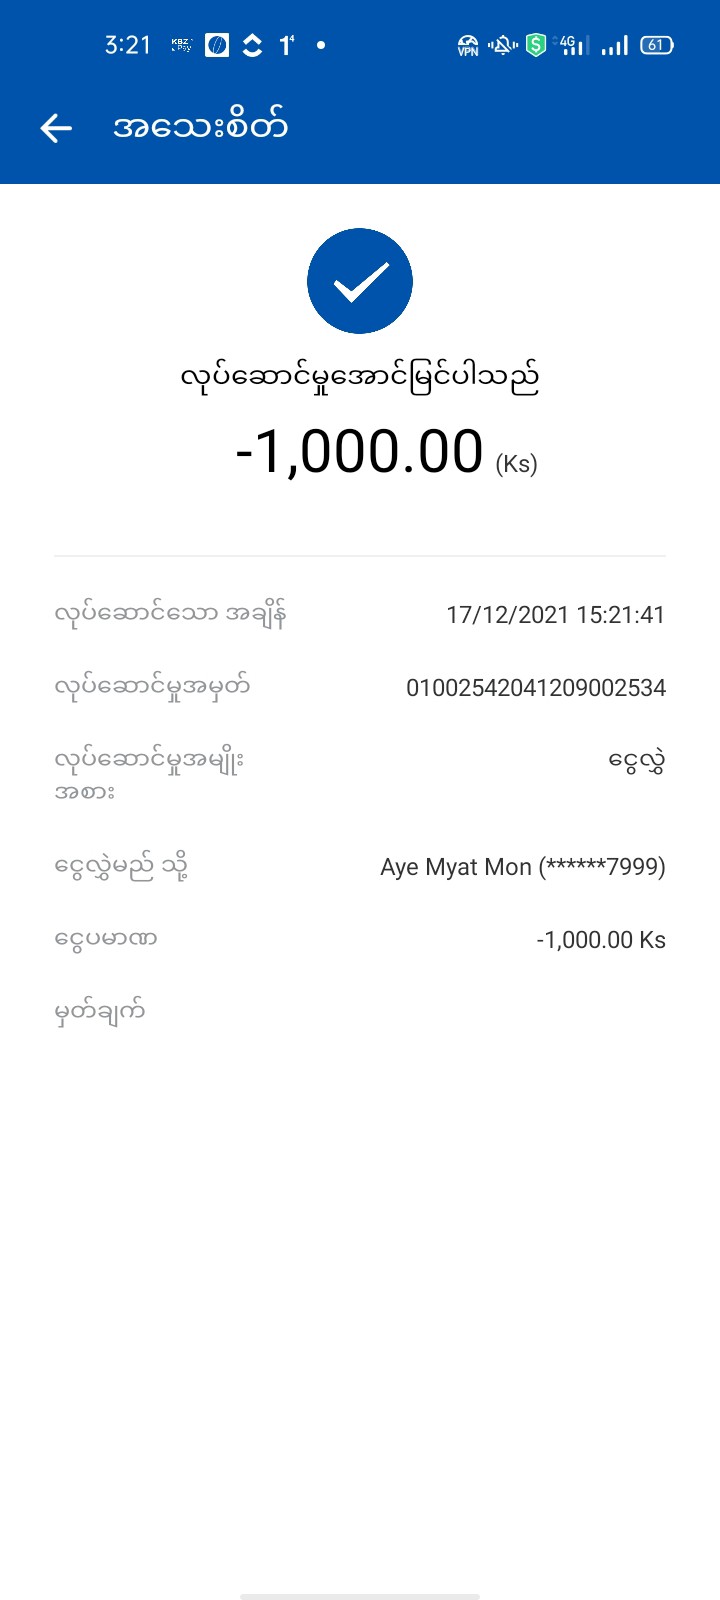 3:21
KBZ Pay
VPN
4G
61
အသေးစိတ်
လုပ်ဆောင်မှုအောင်မြင်ပါသည်
-1,000.00 (Ks)
လုပ်ဆောင်သော အချိန် 17/12/2021 15:21:41
လုပ်ဆောင်မှုအမှတ် 01002542041209002534
လုပ်ဆောင်မှုအမျိုး ငွေလွှဲ
အစား
ငွေလွှဲမည် သို့ Aye Myat Mon (******7999)
ငွေပမာဏ -1,000.00 Ks
မှတ်ချက်